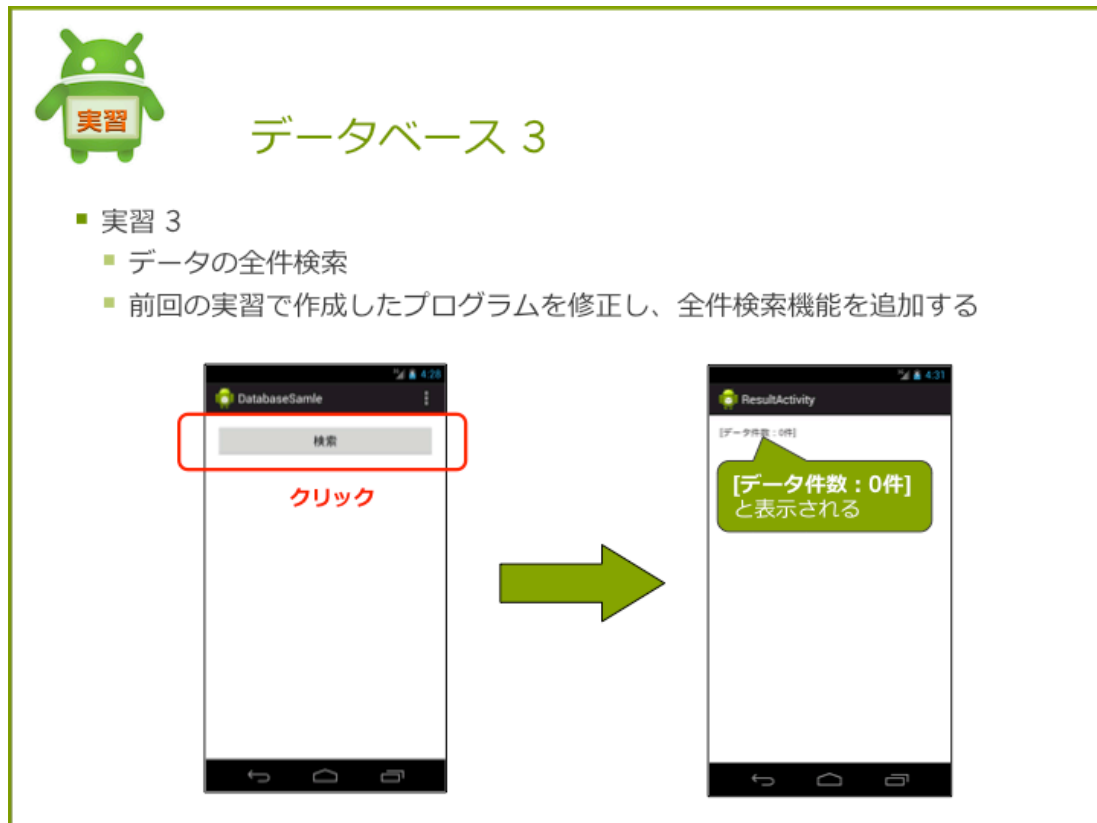 実習
データベース 3
実習 3
データの全件検索
前回の実習で作成したプログラムを修正し、全件検索機能を追加する
4:28
DatabaseSamle
検索
クリック
4:31
ResultActivity
[データ件数：0件]
[データ件数：0件]
と表示される